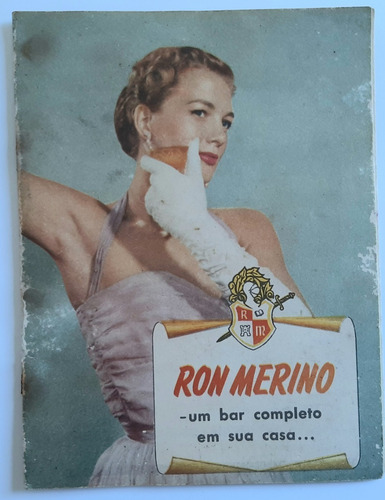 R
M
RON MERINO
-um bar completo
em sua casa...